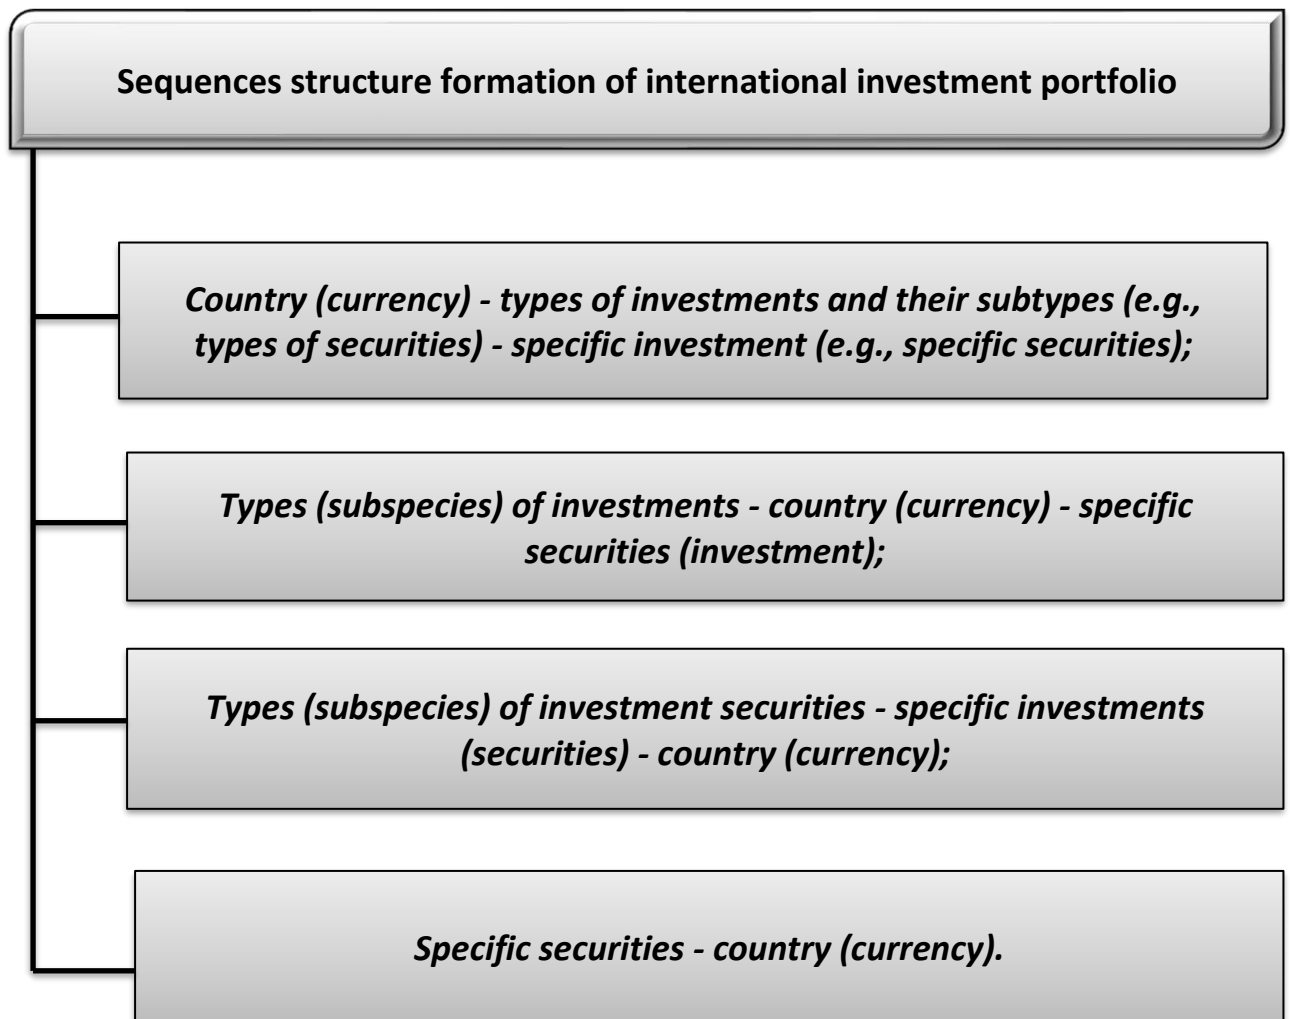 Sequences structure formation of international investment portfolio
Country (currency) - types of investments and their subtypes (e.g.,
types of securities) - specific investment (e.g., specific securities);
Types (subspecies) of investments - country (currency) - specific
securities (investment);
Types (subspecies) of investment securities - specific investments
(securities) - country (currency);
Specific securities - country (currency).